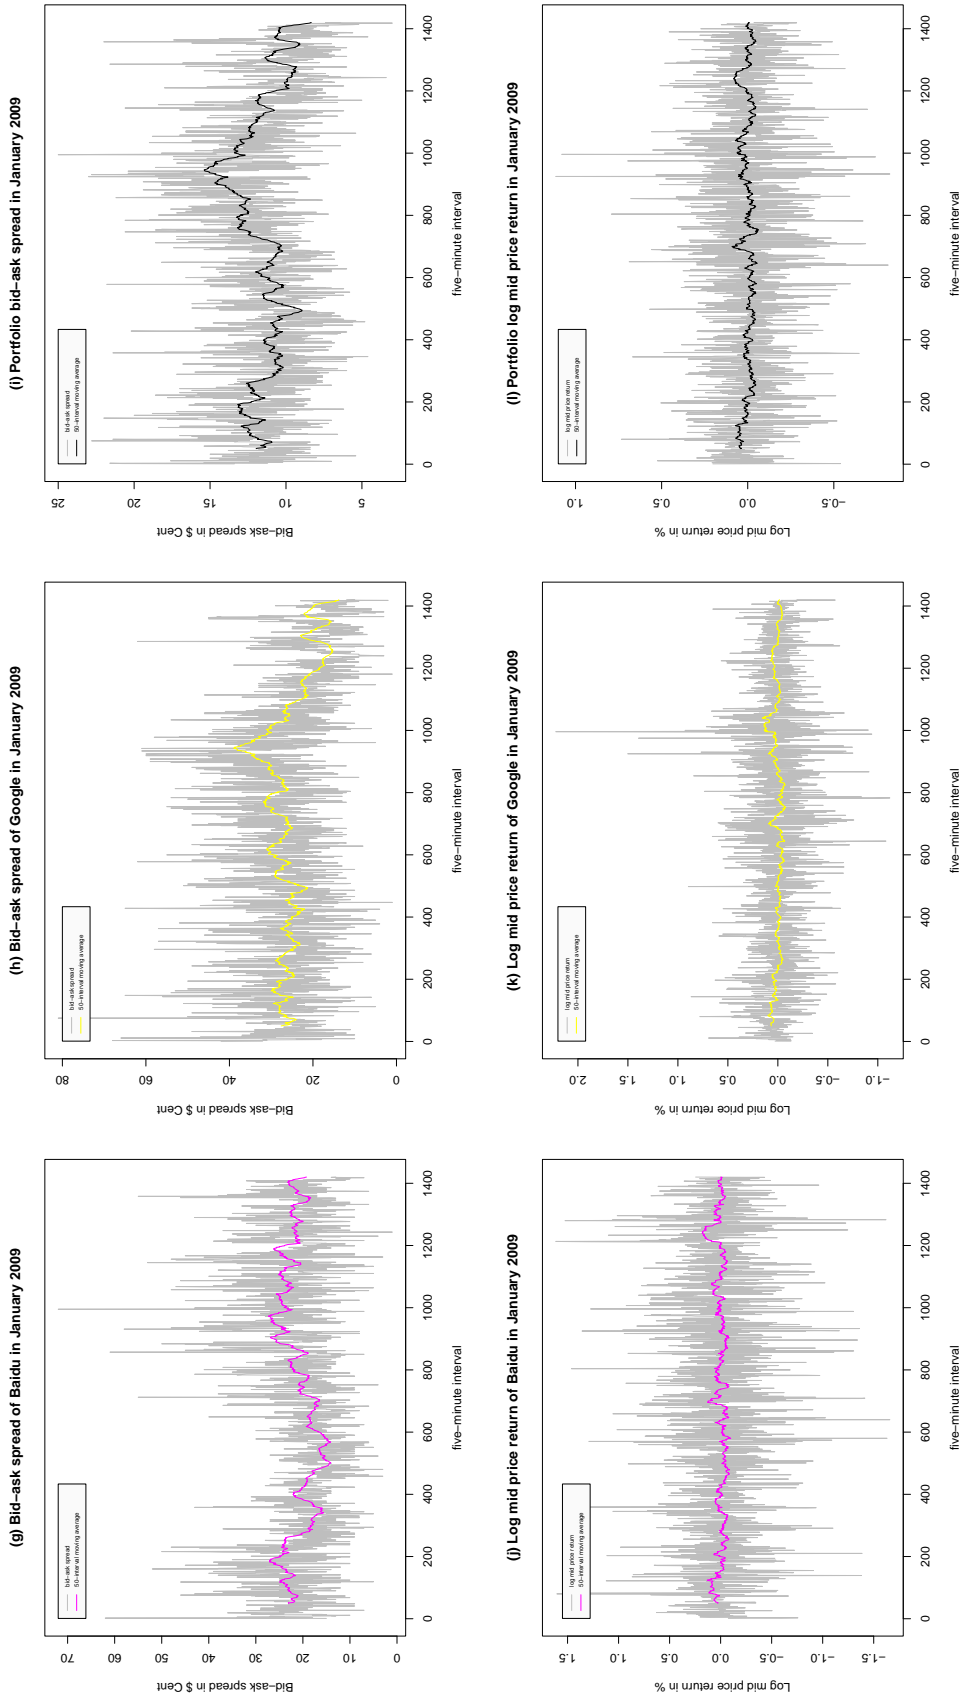 (g) Bid−ask spread of Baidu in January 2009
Bid−ask spread in $ Cent
0 10 20 30 40 50 60 70
bid−ask spread
50−interval moving average
0 200 400 600 800 1000 1200 1400
five−minute interval
(h) Bid−ask spread of Google in January 2009
Bid−ask spread in $ Cent
0 20 40 60 80
bid−ask spread
50−interval moving average
0 200 400 600 800 1000 1200 1400
five−minute interval
(i) Portfolio bid−ask spread in January 2009
Bid−ask spread in $ Cent
5 10 15 20 25
bid−ask spread
50−interval moving average
0 200 400 600 800 1000 1200 1400
five−minute interval
(j) Log mid price return of Baidu in January 2009
Log mid price return in %
−1.5 −1.0 −0.5 0.0 0.5 1.0 1.5
log mid price return
50−interval moving average
0 200 400 600 800 1000 1200 1400
five−minute interval
(k) Log mid price return of Google in January 2009
Log mid price return in %
−1.0 −0.5 0.0 0.5 1.0 1.5 2.0
log mid price return
50−interval moving average
0 200 400 600 800 1000 1200 1400
five−minute interval
(l) Portfolio log mid price return in January 2009
Log mid price return in %
−0.5 0.0 0.5 1.0
log mid price return
50−interval moving average
0 200 400 600 800 1000 1200 1400
five−minute interval